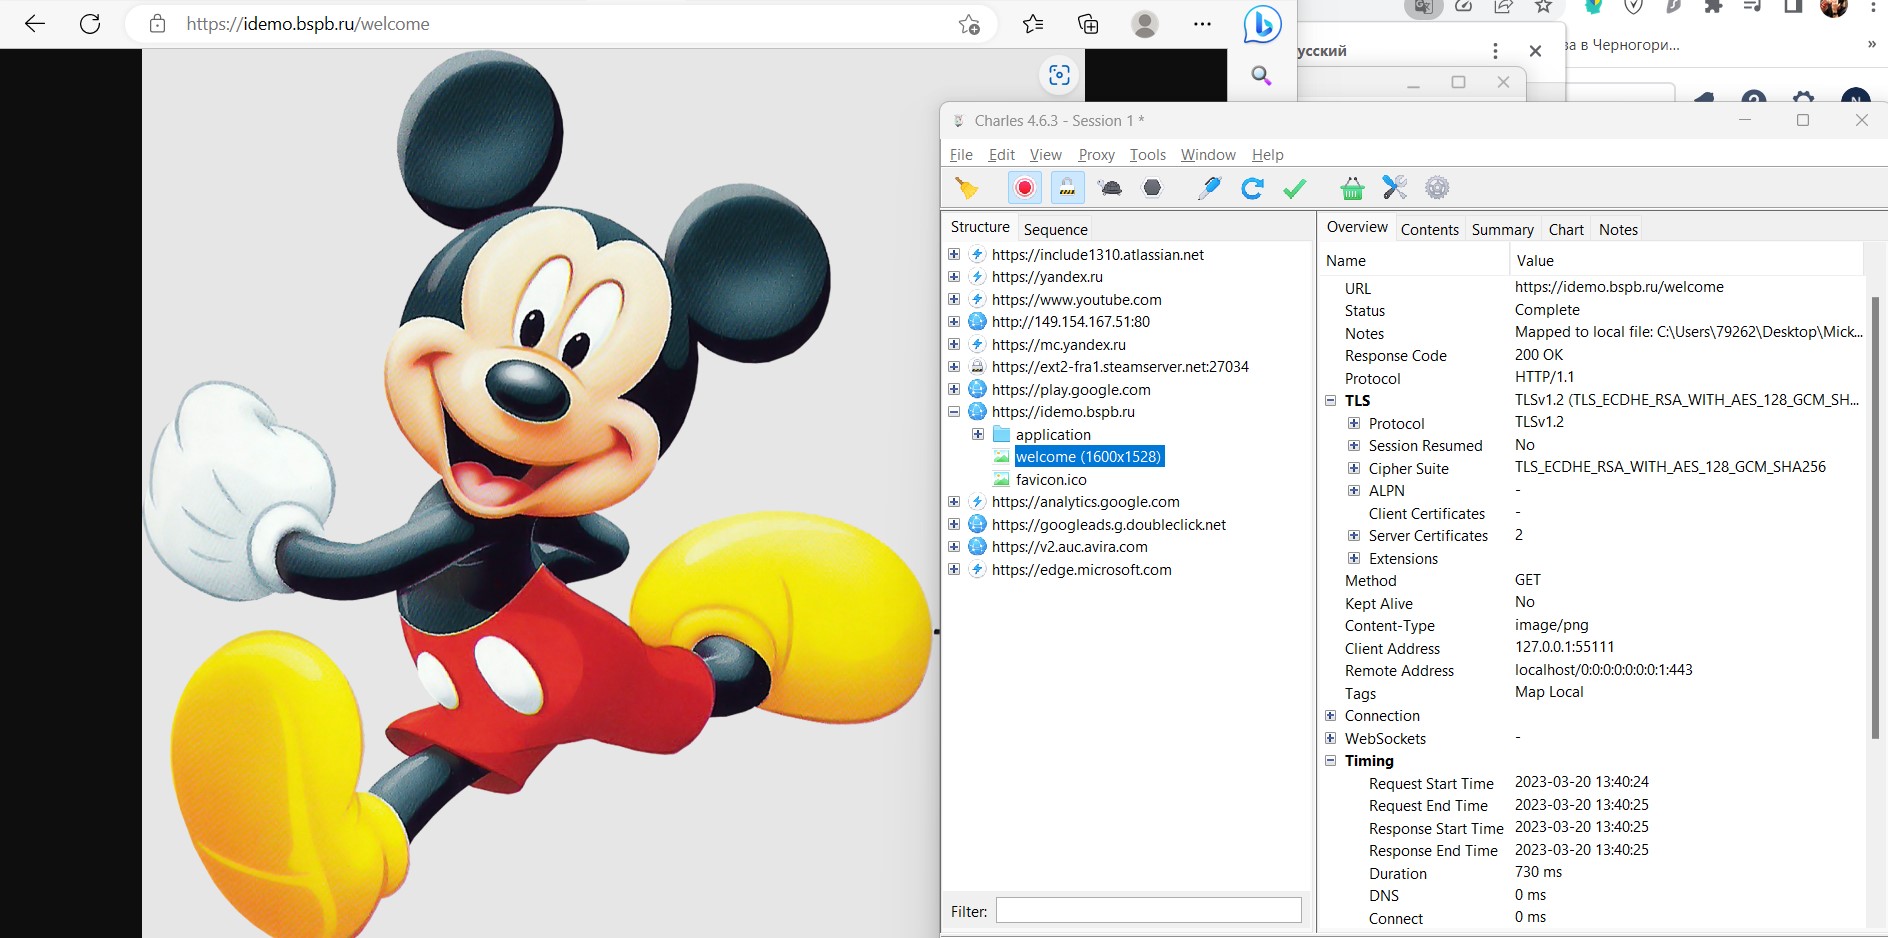 https://idemo.bspb.ru/welcome
усский
ва в Черногори...
Charles 4.6.3 - Session 1 *
File Edit View Proxy Tools Window Help
Structure Sequence
https://include1310.atlassian.net
https://yandex.ru
https://www.youtube.com
http://149.154.167.51:80
https://mc.yandex.ru
https://ext2-fra1.steamserver.net:27034
https://play.google.com
https://idemo.bspb.ru
application
welcome (1600x1528)
favicon.ico
https://analytics.google.com
https://googleads.g.doubleclick.net
https://v2.auc.avira.com
https://edge.microsoft.com
Filter:
Overview Contents Summary Chart Notes
Name Value
URL https://idemo.bspb.ru/welcome
Status Complete
Notes Mapped to local file: C:\Users\79262\Desktop\Mick...
Response Code 200 OK
Protocol HTTP/1.1
TLS TLSv1.2 (TLS_ECDHE_RSA_WITH_AES_128_GCM_SH...
Protocol TLSv1.2
Session Resumed No
Cipher Suite TLS_ECDHE_RSA_WITH_AES_128_GCM_SHA256
ALPN -
Client Certificates -
Server Certificates 2
Extensions
Method GET
Kept Alive No
Content-Type image/png
Client Address 127.0.0.1:55111
Remote Address localhost/0:0:0:0:0:0:0:1:443
Tags Map Local
Connection
WebSockets -
Timing
Request Start Time 2023-03-20 13:40:24
Request End Time 2023-03-20 13:40:25
Response Start Time 2023-03-20 13:40:25
Response End Time 2023-03-20 13:40:25
Duration 730 ms
DNS 0 ms
Connect 0 ms